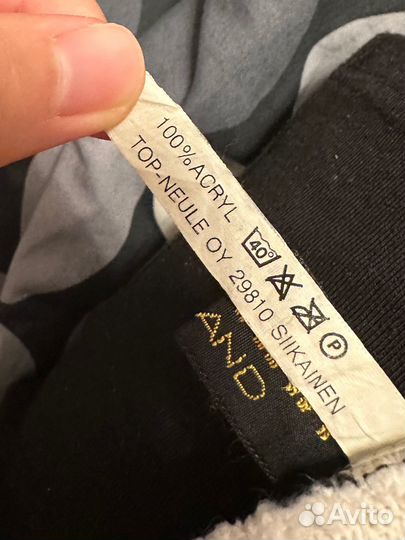 100% ACRYL
TOP-NEULE OY 29810 SIIKAINEN
40°
P
AND
Avito